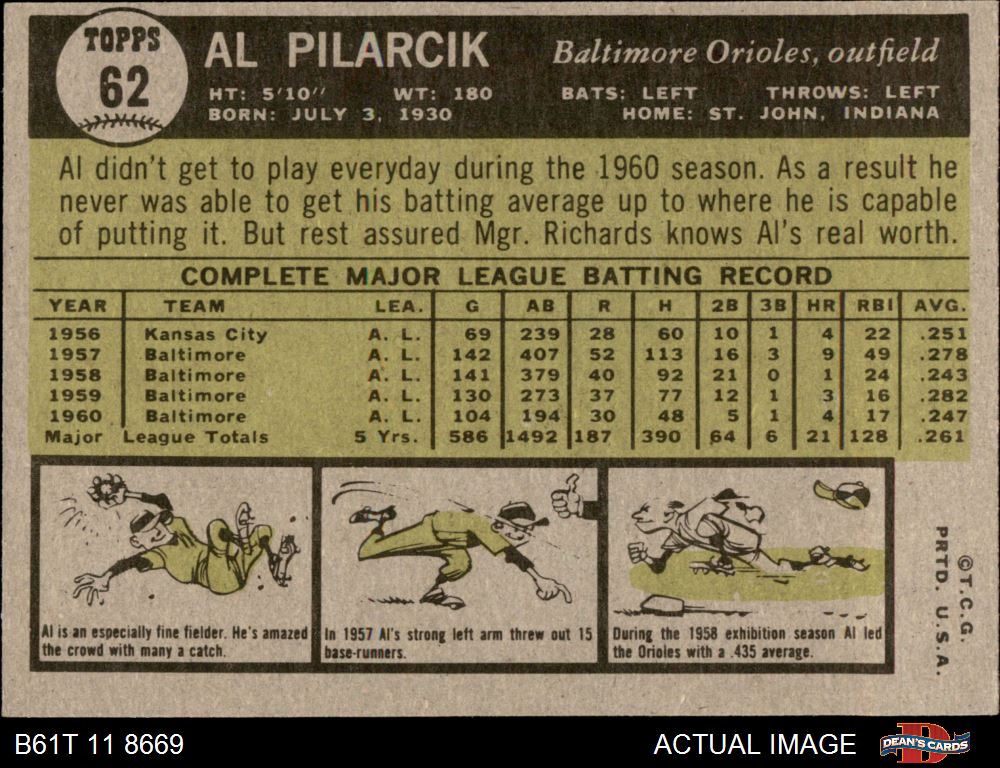 TOPPS
62
AL PILARCIK
Baltimore Orioles, outfield
HT: 5'10" WT: 180 BATS: LEFT THROWS: LEFT
BORN: JULY 3, 1930 HOME: ST. JOHN, INDIANA
Al didn't get to play everyday during the 1960 season. As a result he
never was able to get his batting average up to where he is capable
of putting it. But rest assured Mgr. Richards knows Al's real worth.
COMPLETE MAJOR LEAGUE BATTING RECORD
YEAR TEAM LEA. G AB R H 2B 3B HR RBI AVG.
1956 Kansas City A. L. 69 239 28 60 10 1 4 22 .251
1957 Baltimore A. L. 142 407 52 113 16 3 9 49 .278
1958 Baltimore A. L. 141 379 40 92 21 0 1 24 .243
1959 Baltimore A. L. 130 273 37 77 12 1 3 16 .282
1960 Baltimore A. L. 104 194 30 48 5 1 4 17 .247
Major League Totals 5 Yrs. 586 1492 187 390 64 6 21 128 .261
Al is an especially fine fielder. He's amazed
the crowd with many a catch.
In 1957 Al's strong left arm threw out 15
base-runners.
During the 1958 exhibition season Al led
the Orioles with a .435 average.
©T.C.G.
PRTD. U.S.A.
B61T 11 8669
ACTUAL IMAGE
DEAN'S CARDS